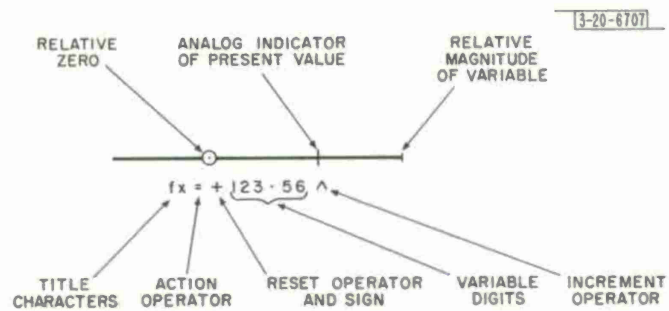 3-20-6707
RELATIVE
ZERO
ANALOG INDICATOR
OF PRESENT VALUE
RELATIVE
MAGNITUDE
OF VARIABLE
fx = + 123 · 56 ^
TITLE
CHARACTERS
ACTION
OPERATOR
RESET OPERATOR
AND SIGN
VARIABLE
DIGITS
INCREMENT
OPERATOR